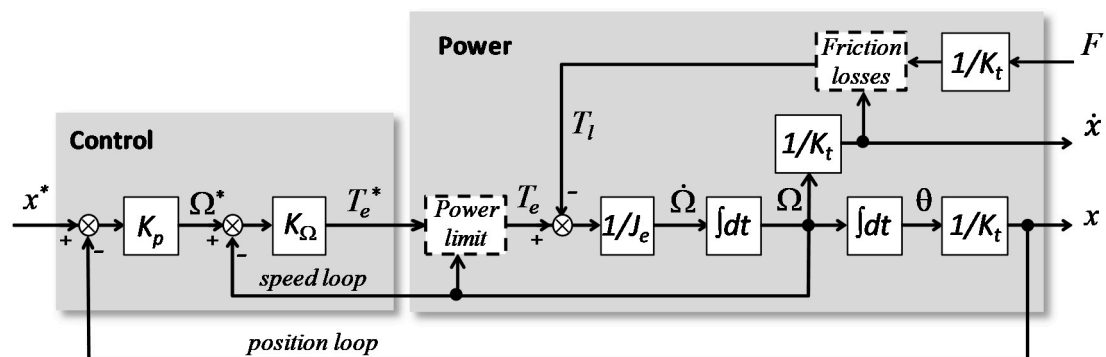 Power
Friction losses
1/Kₜ
F
Tₗ
ẋ
1/Kₜ
Control
x*
Kₚ
Ω*
K_Ω
Tₑ*
Power limit
Tₑ
1/Jₑ
Ω̇
∫dt
Ω
∫dt
θ
1/Kₜ
x
+
-
+
-
+
-
speed loop
position loop